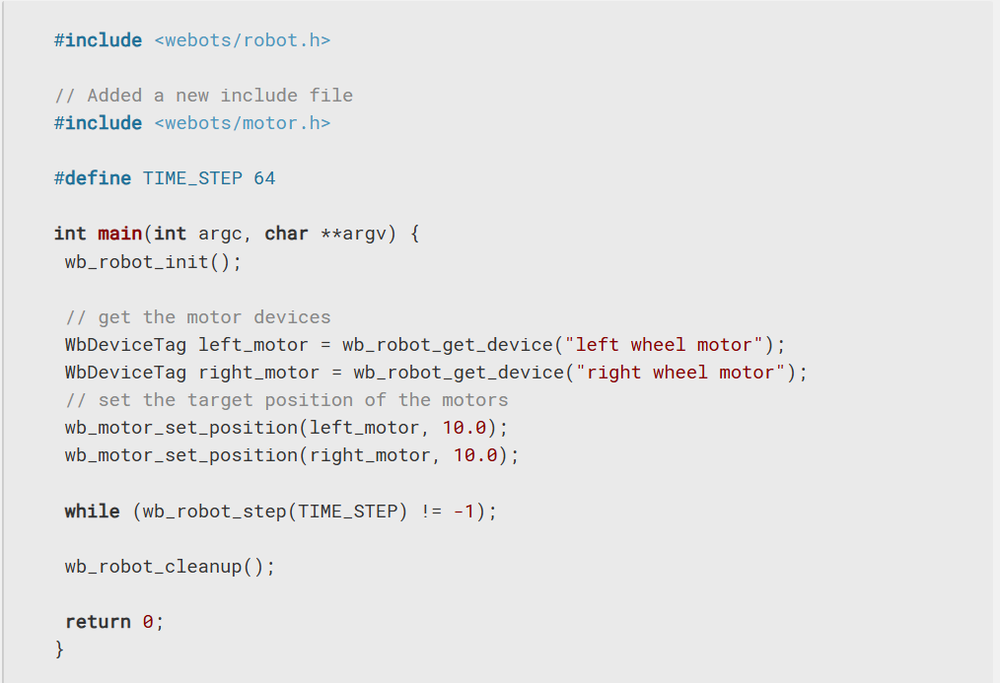 #include <webots/robot.h>
// Added a new include file
#include <webots/motor.h>
#define TIME_STEP 64
int main(int argc, char **argv) {
wb_robot_init();
// get the motor devices
WbDeviceTag left_motor = wb_robot_get_device("left wheel motor");
WbDeviceTag right_motor = wb_robot_get_device("right wheel motor");
// set the target position of the motors
wb_motor_set_position(left_motor, 10.0);
wb_motor_set_position(right_motor, 10.0);
while (wb_robot_step(TIME_STEP) != -1);
wb_robot_cleanup();
return 0;
}